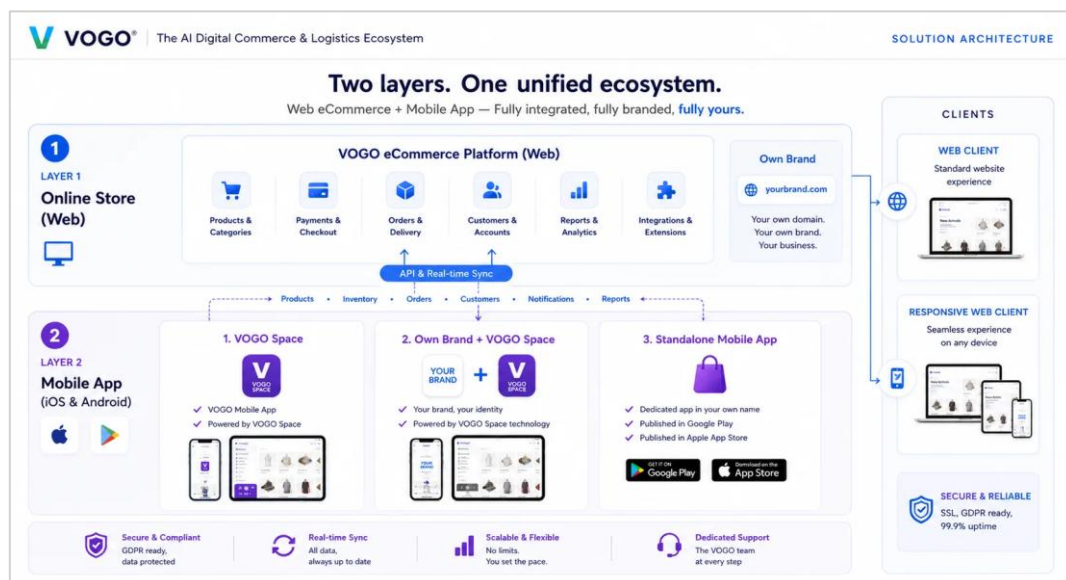 VOGO®
The AI Digital Commerce & Logistics Ecosystem
SOLUTION ARCHITECTURE
Two layers. One unified ecosystem.
Web eCommerce + Mobile App — Fully integrated, fully branded, fully yours.
1
LAYER 1
Online Store
(Web)
VOGO eCommerce Platform (Web)
Products &
Categories
Payments &
Checkout
Orders &
Delivery
Customers &
Accounts
Reports &
Analytics
Integrations &
Extensions
Own Brand
yourbrand.com
Your own domain.
Your own brand.
Your business.
API & Real-time Sync
Products • Inventory • Orders • Customers • Notifications • Reports
2
LAYER 2
Mobile App
(iOS & Android)
1. VOGO Space
V
VOGO
SPACE
VOGO Mobile App
Powered by VOGO Space
2. Own Brand + VOGO Space
YOUR
BRAND
+
V
VOGO
SPACE
Your brand, your identity
Powered by VOGO Space technology
YOUR
BRAND
3. Standalone Mobile App
Dedicated app in your own name
Published in Google Play
Published in Apple App Store
GET IT ON
Google Play
Download on the
App Store
CLIENTS
WEB CLIENT
Standard website
experience
RESPONSIVE WEB CLIENT
Seamless experience
on any device
SECURE & RELIABLE
SSL, GDPR ready,
99.9% uptime
Secure & Compliant
GDPR ready,
data protected
Real-time Sync
All data,
always up to date
Scalable & Flexible
No limits.
You set the pace.
Dedicated Support
The VOGO team
at every step